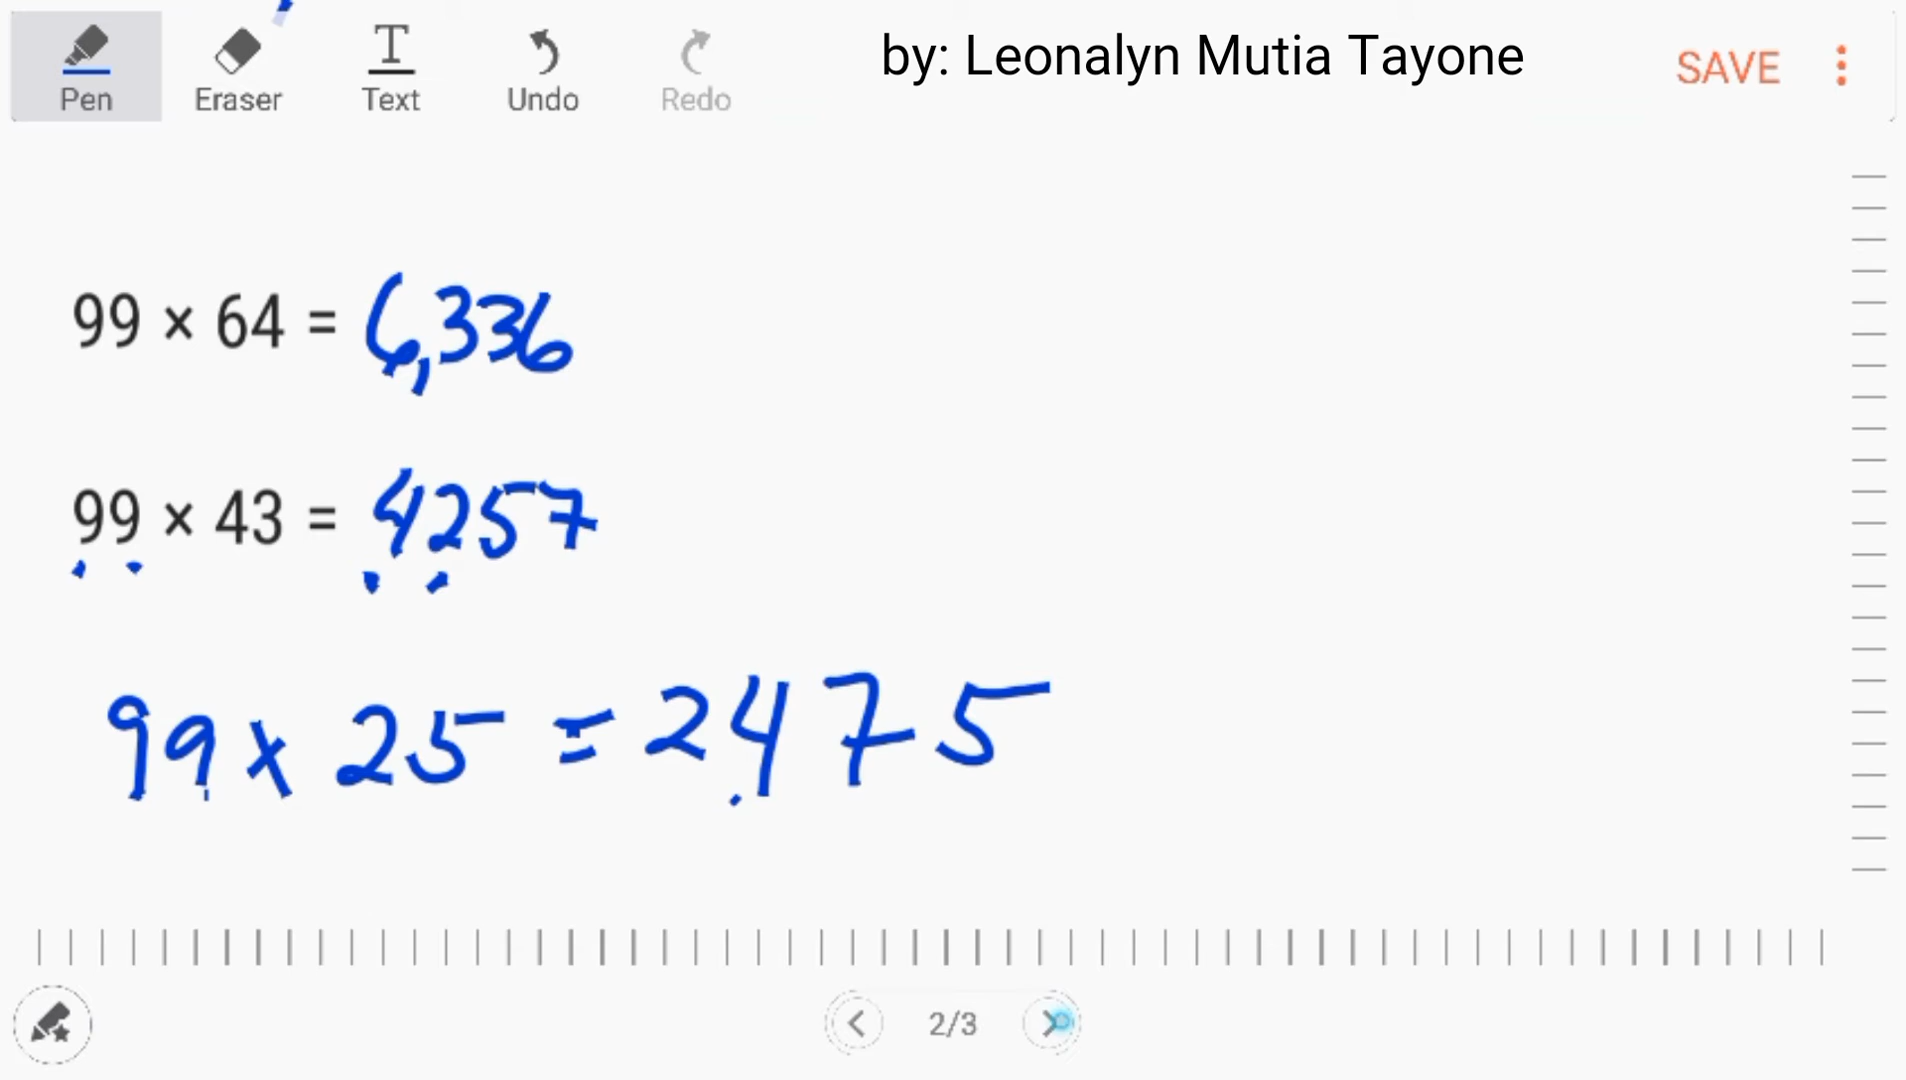 Pen Eraser Text Undo Redo by: Leonalyn Mutia Tayone SAVE
99 × 64 = 6,336
99 × 43 = 4257
99 x 25 = 2475
2/3